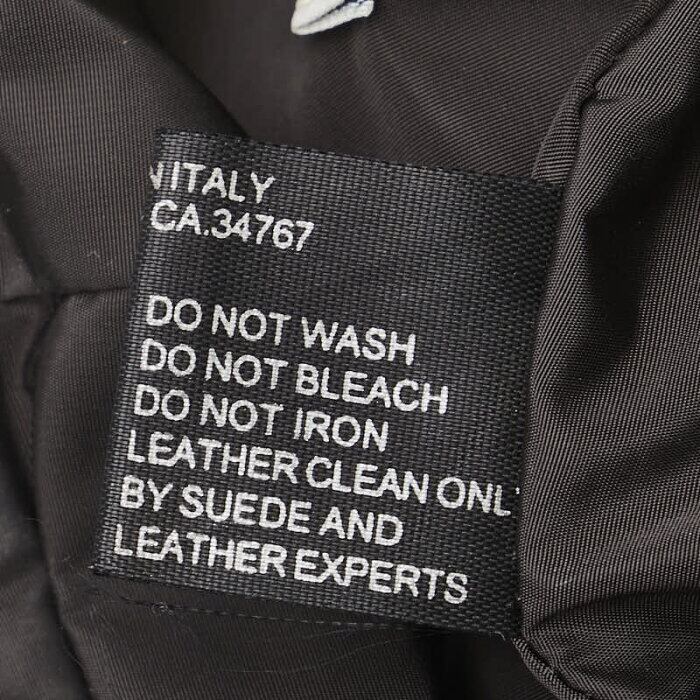 N ITALY
CA.34767
DO NOT WASH
DO NOT BLEACH
DO NOT IRON
LEATHER CLEAN ONL
BY SUEDE AND
LEATHER EXPERTS